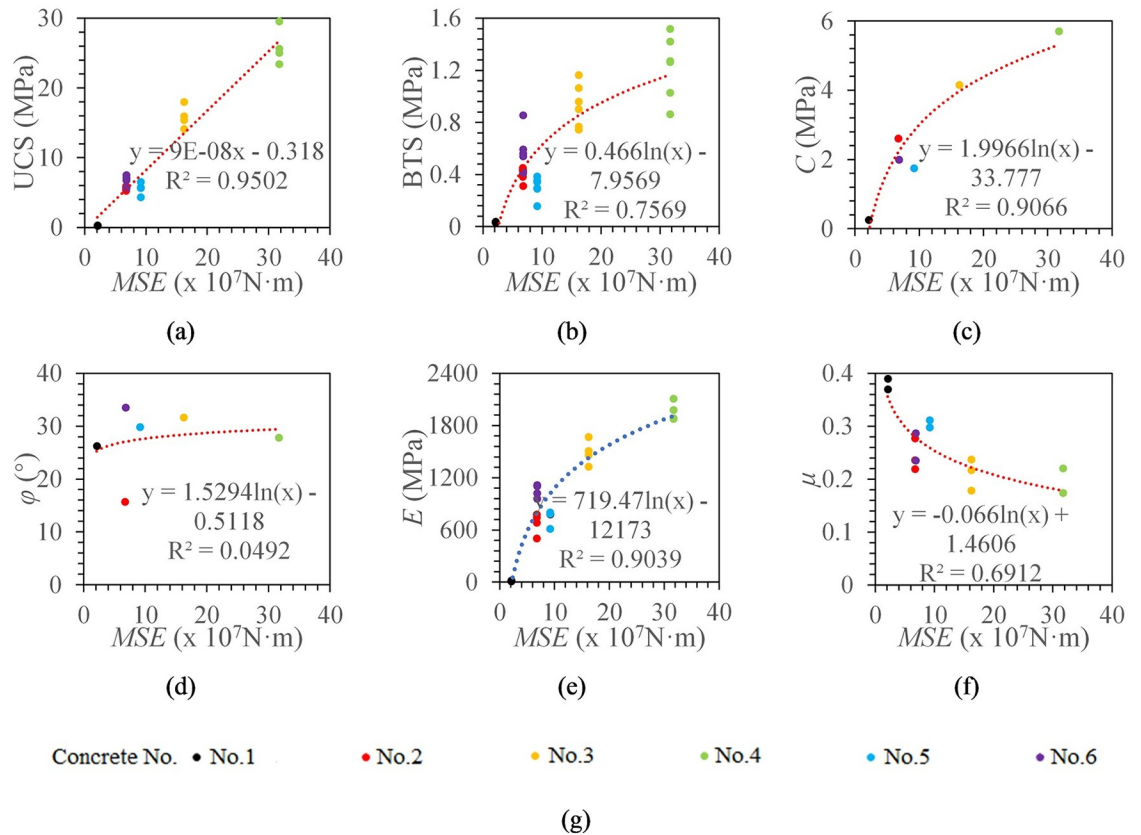 30
20
10
0
UCS (MPa)
y = 9E-08x - 0.318
R² = 0.9502
0 10 20 30 40
MSE (x 10⁷N·m)
(a)
1.6
1.2
0.8
0.4
0
BTS (MPa)
y = 0.466ln(x) -
7.9569
R² = 0.7569
0 10 20 30 40
MSE (x 10⁷N·m)
(b)
6
4
2
0
C (MPa)
y = 1.9966ln(x) -
33.777
R² = 0.9066
0 10 20 30 40
MSE (x 10⁷N·m)
(c)
40
30
20
10
0
φ (°)
y = 1.5294ln(x) -
0.5118
R² = 0.0492
0 10 20 30 40
MSE (x 10⁷N·m)
(d)
2400
1800
1200
600
0
E (MPa)
= 719.47ln(x) -
12173
R² = 0.9039
0 10 20 30 40
MSE (x 10⁷N·m)
(e)
0.4
0.3
0.2
0.1
0
μ
y = -0.066ln(x) +
1.4606
R² = 0.6912
0 10 20 30 40
MSE (x 10⁷N·m)
(f)
Concrete No. No.1 No.2 No.3 No.4 No.5 No.6
(g)